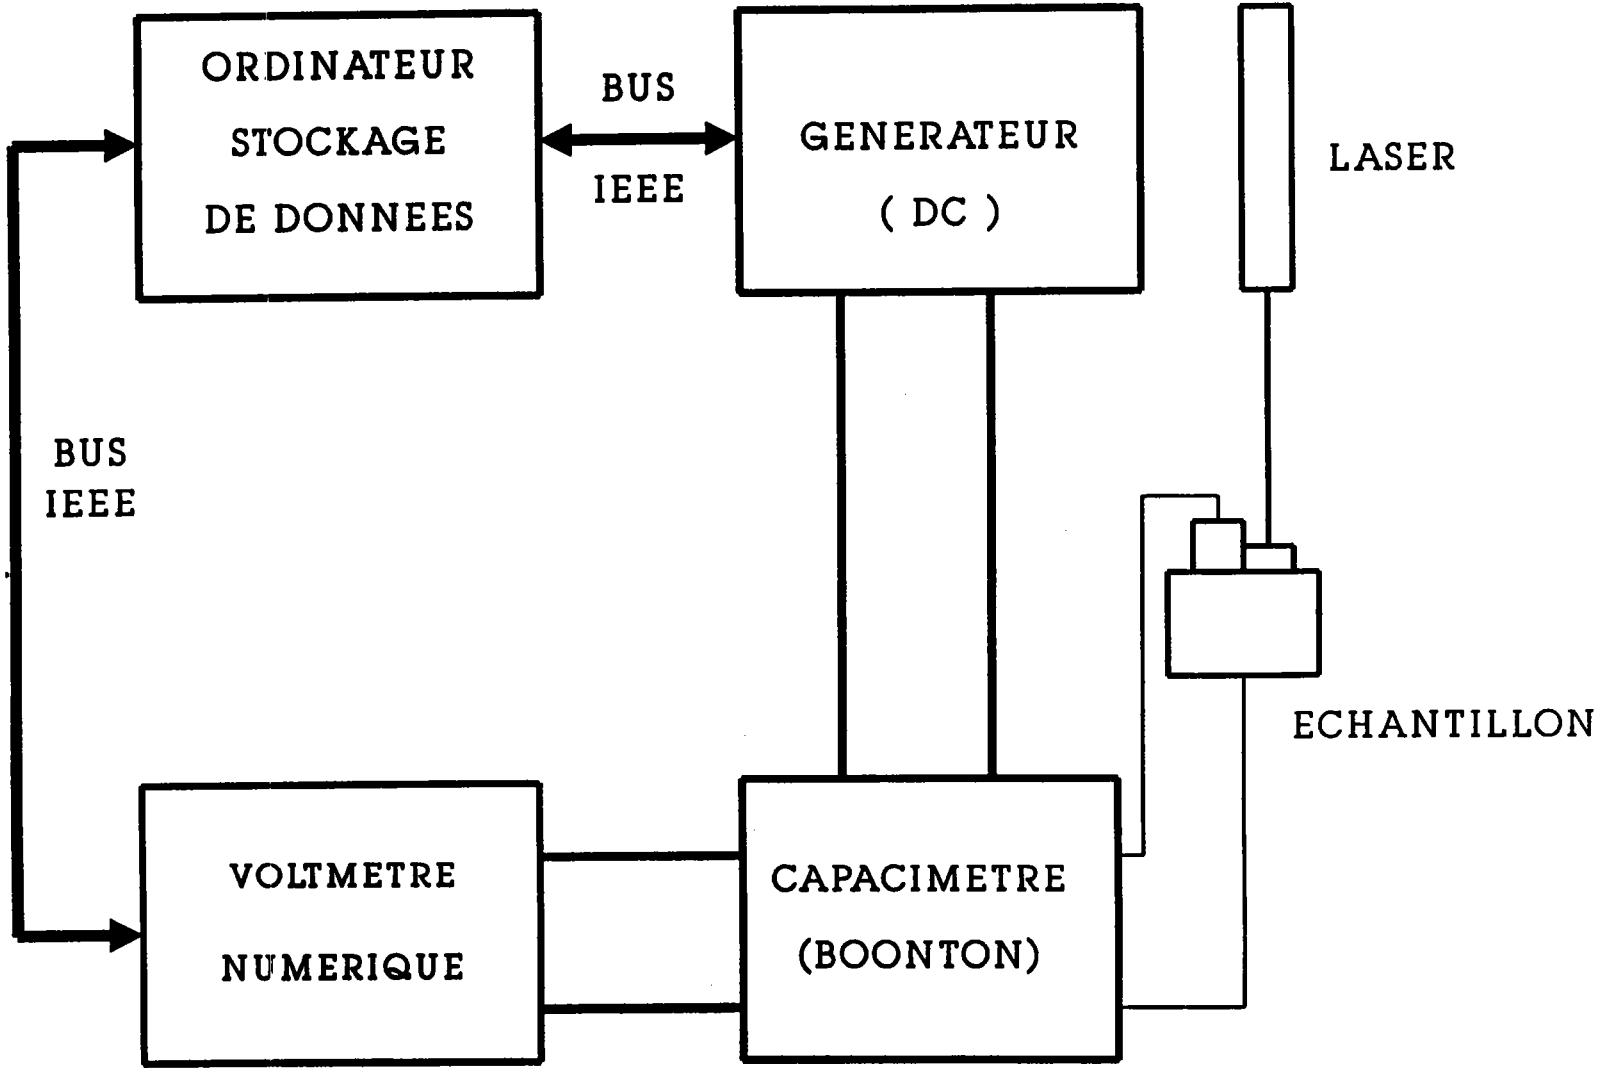 ORDINATEUR
STOCKAGE
DE DONNEES
BUS
IEEE
GENERATEUR
( DC )
LASER
BUS
IEEE
ECHANTILLON
VOLTMETRE
NUMERIQUE
CAPACIMETRE
(BOONTON)